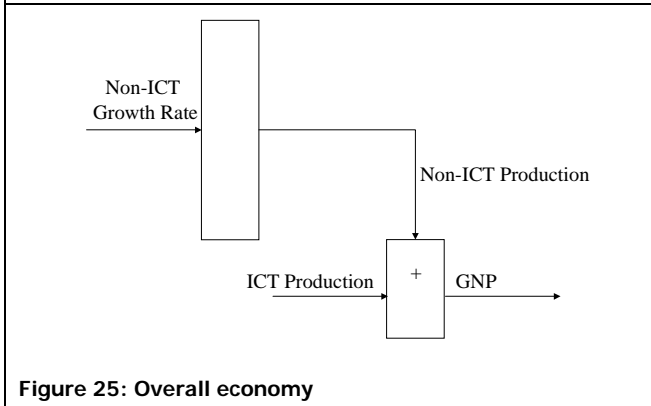 Non-ICT
Growth Rate
Non-ICT Production
+
ICT Production
GNP
Figure 25: Overall economy